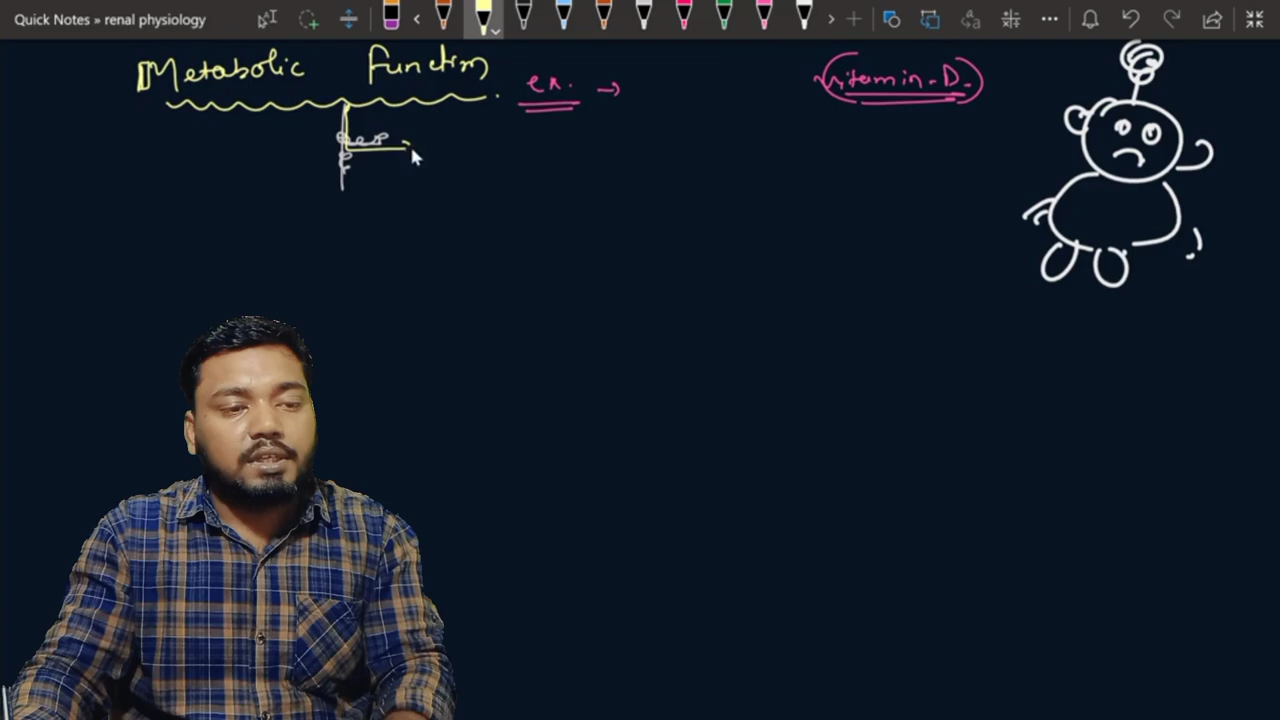 Quick Notes » renal physiology
Metabolic Function
ex. → vitamin-D.